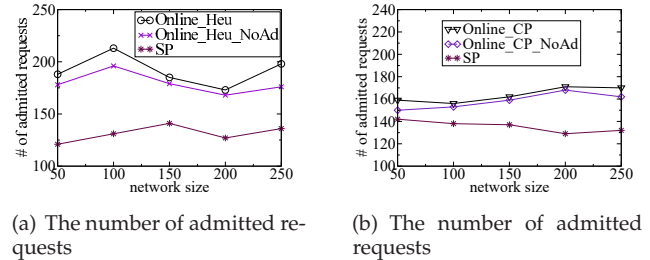 250
200
150
100
# of admitted requests
Online_Heu
Online_Heu_NoAd
SP
50
100
150
200
250
network size
(a) The number of admitted re-
quests
240
220
200
180
160
140
120
100
# of admitted requests
Online_CP
Online_CP_NoAd
SP
50
100
150
200
250
network size
(b) The number of admitted
requests